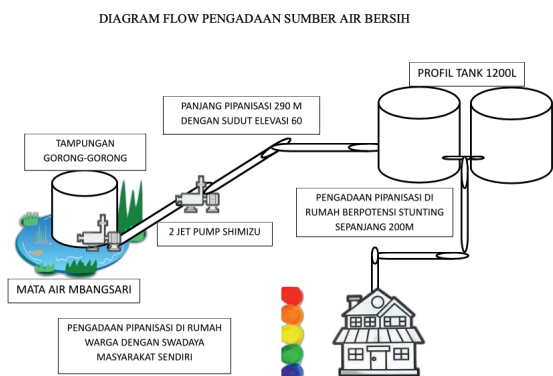 DIAGRAM FLOW PENGADAAN SUMBER AIR BERSIH
PROFIL TANK 1200L
PANJANG PIPANISASI 290 M
DENGAN SUDUT ELEVASI 60
TAMPUNGAN
GORONG-GORONG
PENGADAAN PIPANISASI DI
RUMAH BERPOTENSI STUNTING
SEPANJANG 200M
2 JET PUMP SHIMIZU
MATA AIR MBANGSARI
PENGADAAN PIPANISASI DI RUMAH
WARGA DENGAN SWADAYA
MASYARAKAT SENDIRI